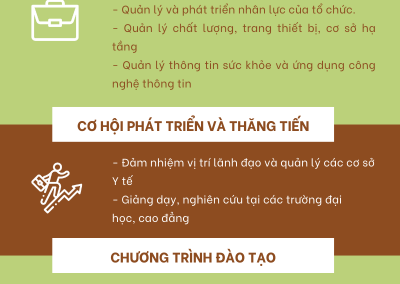 - Quản lý và phát triển nhân lực của tổ chức.
- Quản lý chất lượng, trang thiết bị, cơ sở hạ
tầng
- Quản lý thông tin sức khỏe và ứng dụng công
nghệ thông tin
CƠ HỘI PHÁT TRIỂN VÀ THĂNG TIẾN
- Đảm nhiệm vị trí lãnh đạo và quản lý các cơ sở
Y tế
- Giảng dạy, nghiên cứu tại các trường đại
học, cao đẳng
CHƯƠNG TRÌNH ĐÀO TẠO